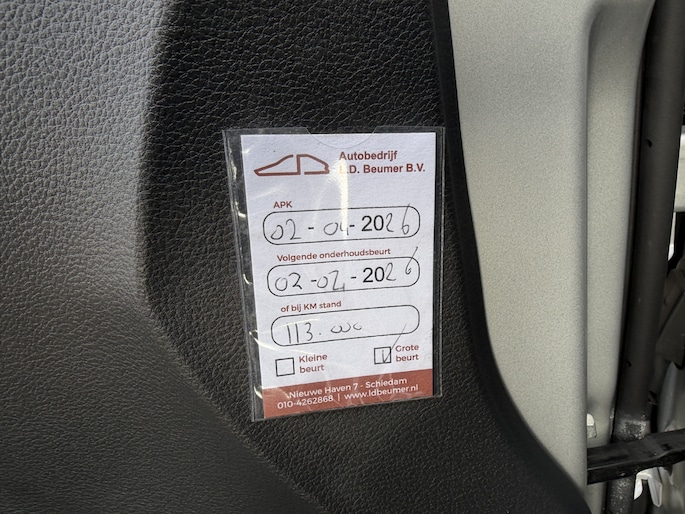 Autobedrijf
L.D. Beumer B.V.
APK
02-04-2026
Volgende onderhoudsbeurt
02-04-2026
of bij KM stand
113.000
Kleine beurt
Grote beurt
Nieuwe Haven 7 - Schiedam
010-4262868 | www.ldbeumer.nl